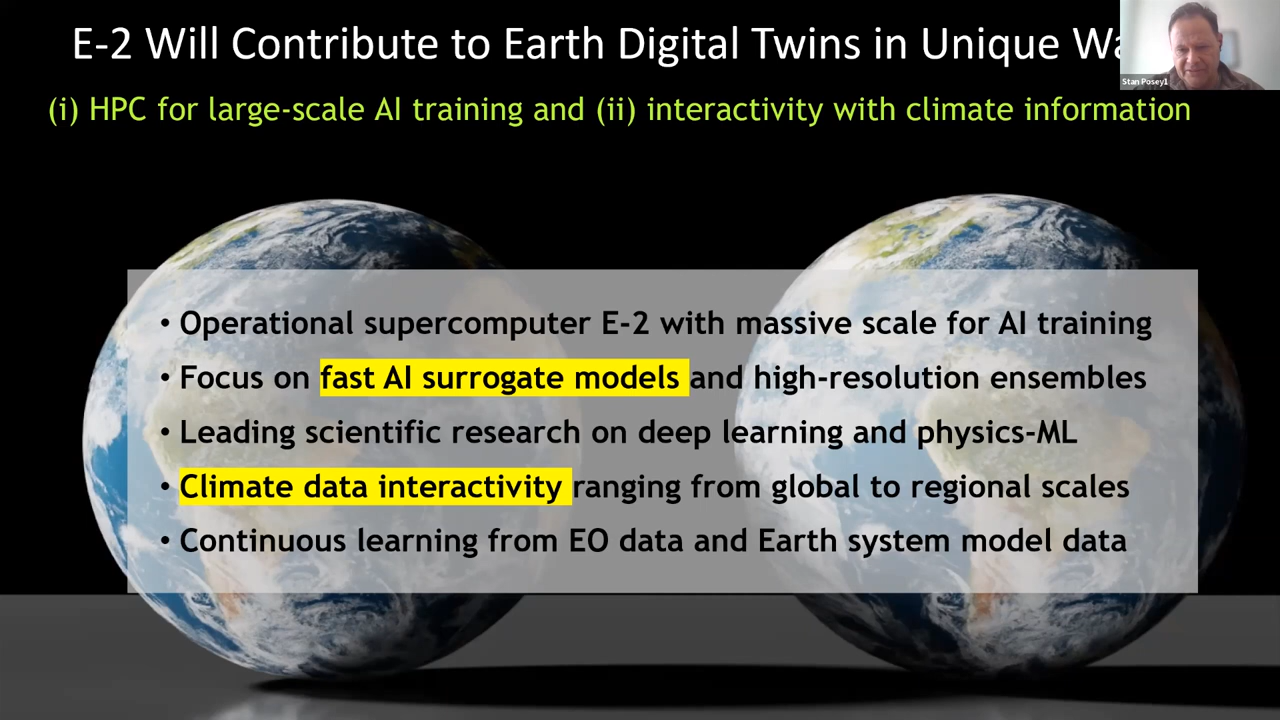 E-2 Will Contribute to Earth Digital Twins in Unique
Stan Posey1
(i) HPC for large-scale AI training and (ii) interactivity with climate information
• Operational supercomputer E-2 with massive scale for AI training
• Focus on fast AI surrogate models and high-resolution ensembles
• Leading scientific research on deep learning and physics-ML
• Climate data interactivity ranging from global to regional scales
• Continuous learning from EO data and Earth system model data